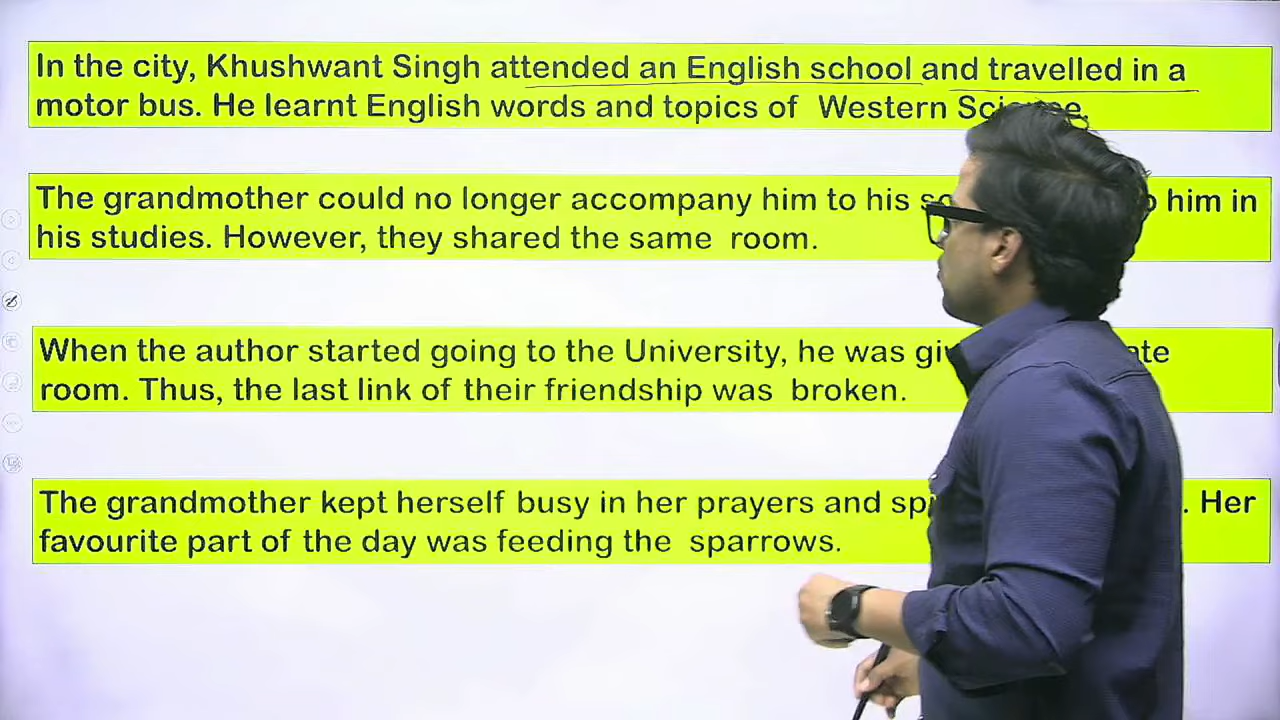 In the city, Khushwant Singh attended an English school and travelled in a
motor bus. He learnt English words and topics of Western
The grandmother could no longer accompany him to his him in
his studies. However, they shared the same room.
When the author started going to the University, he was
room. Thus, the last link of their friendship was broken.
The grandmother kept herself busy in her prayers and Her
favourite part of the day was feeding the sparrows.